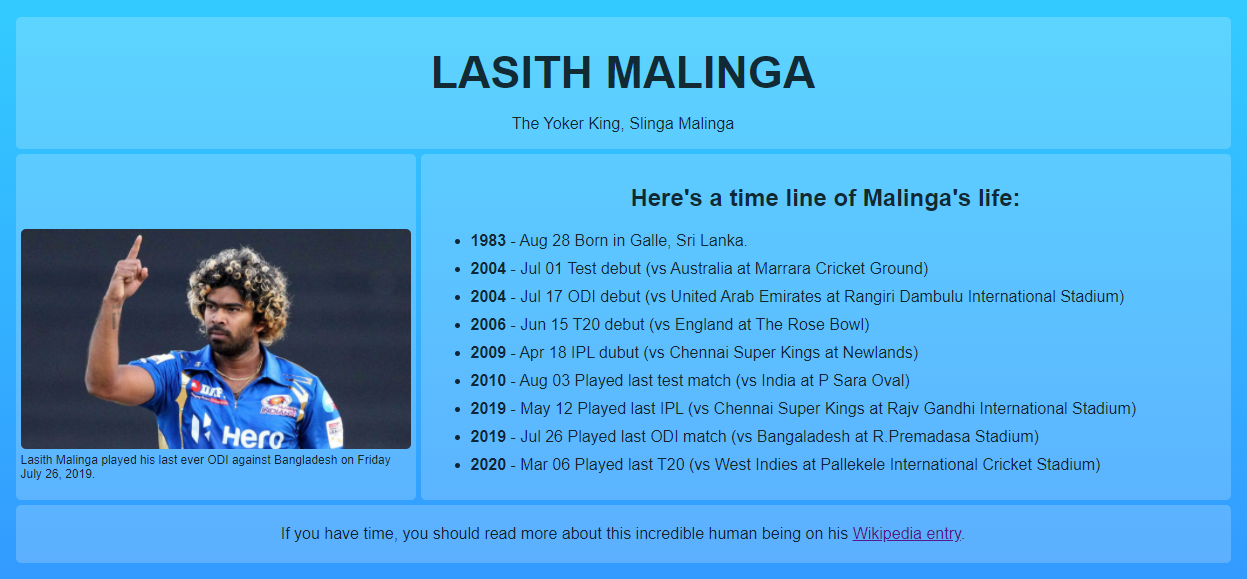 LASITH MALINGA
The Yoker King, Slinga Malinga
Here's a time line of Malinga's life:
• 1983 - Aug 28 Born in Galle, Sri Lanka.
• 2004 - Jul 01 Test debut (vs Australia at Marrara Cricket Ground)
• 2004 - Jul 17 ODI debut (vs United Arab Emirates at Rangiri Dambulu International Stadium)
• 2006 - Jun 15 T20 debut (vs England at The Rose Bowl)
• 2009 - Apr 18 IPL dubut (vs Chennai Super Kings at Newlands)
• 2010 - Aug 03 Played last test match (vs India at P Sara Oval)
• 2019 - May 12 Played last IPL (vs Chennai Super Kings at Rajv Gandhi International Stadium)
• 2019 - Jul 26 Played last ODI match (vs Bangaladesh at R.Premadasa Stadium)
• 2020 - Mar 06 Played last T20 (vs West Indies at Pallekele International Cricket Stadium)
Hero
Lasith Malinga played his last ever ODI against Bangladesh on Friday
July 26, 2019.
If you have time, you should read more about this incredible human being on his Wikipedia entry.